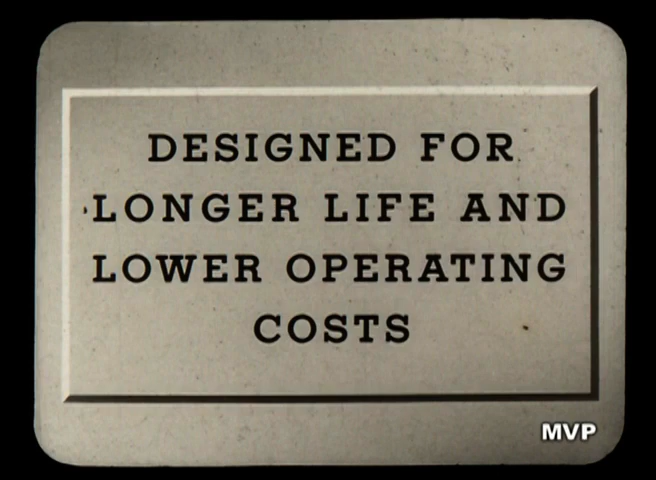 DESIGNED FOR
LONGER LIFE AND
LOWER OPERATING
COSTS
MVP